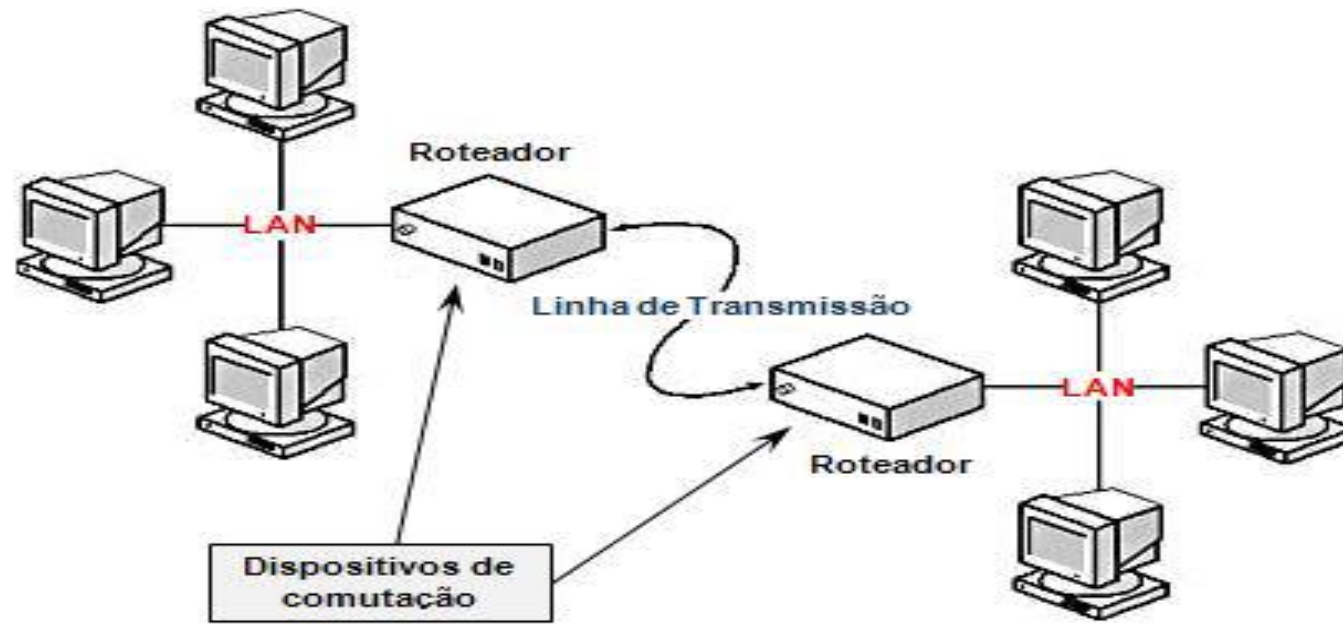 Roteador
LAN
Linha de Transmissão
LAN
Roteador
Dispositivos de
comutação